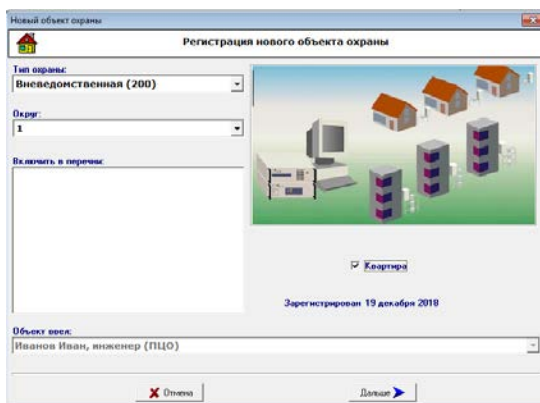 Новый объект охраны
Регистрация нового объекта охраны
Тип охраны:
Вневедомственная (200)
Округ:
1
Включить в перечни:
Квартира
Зарегистрирован 19 декабря 2018
Объект ввел:
Иванов Иван, инженер (ПЦО)
Отмена
Дальше